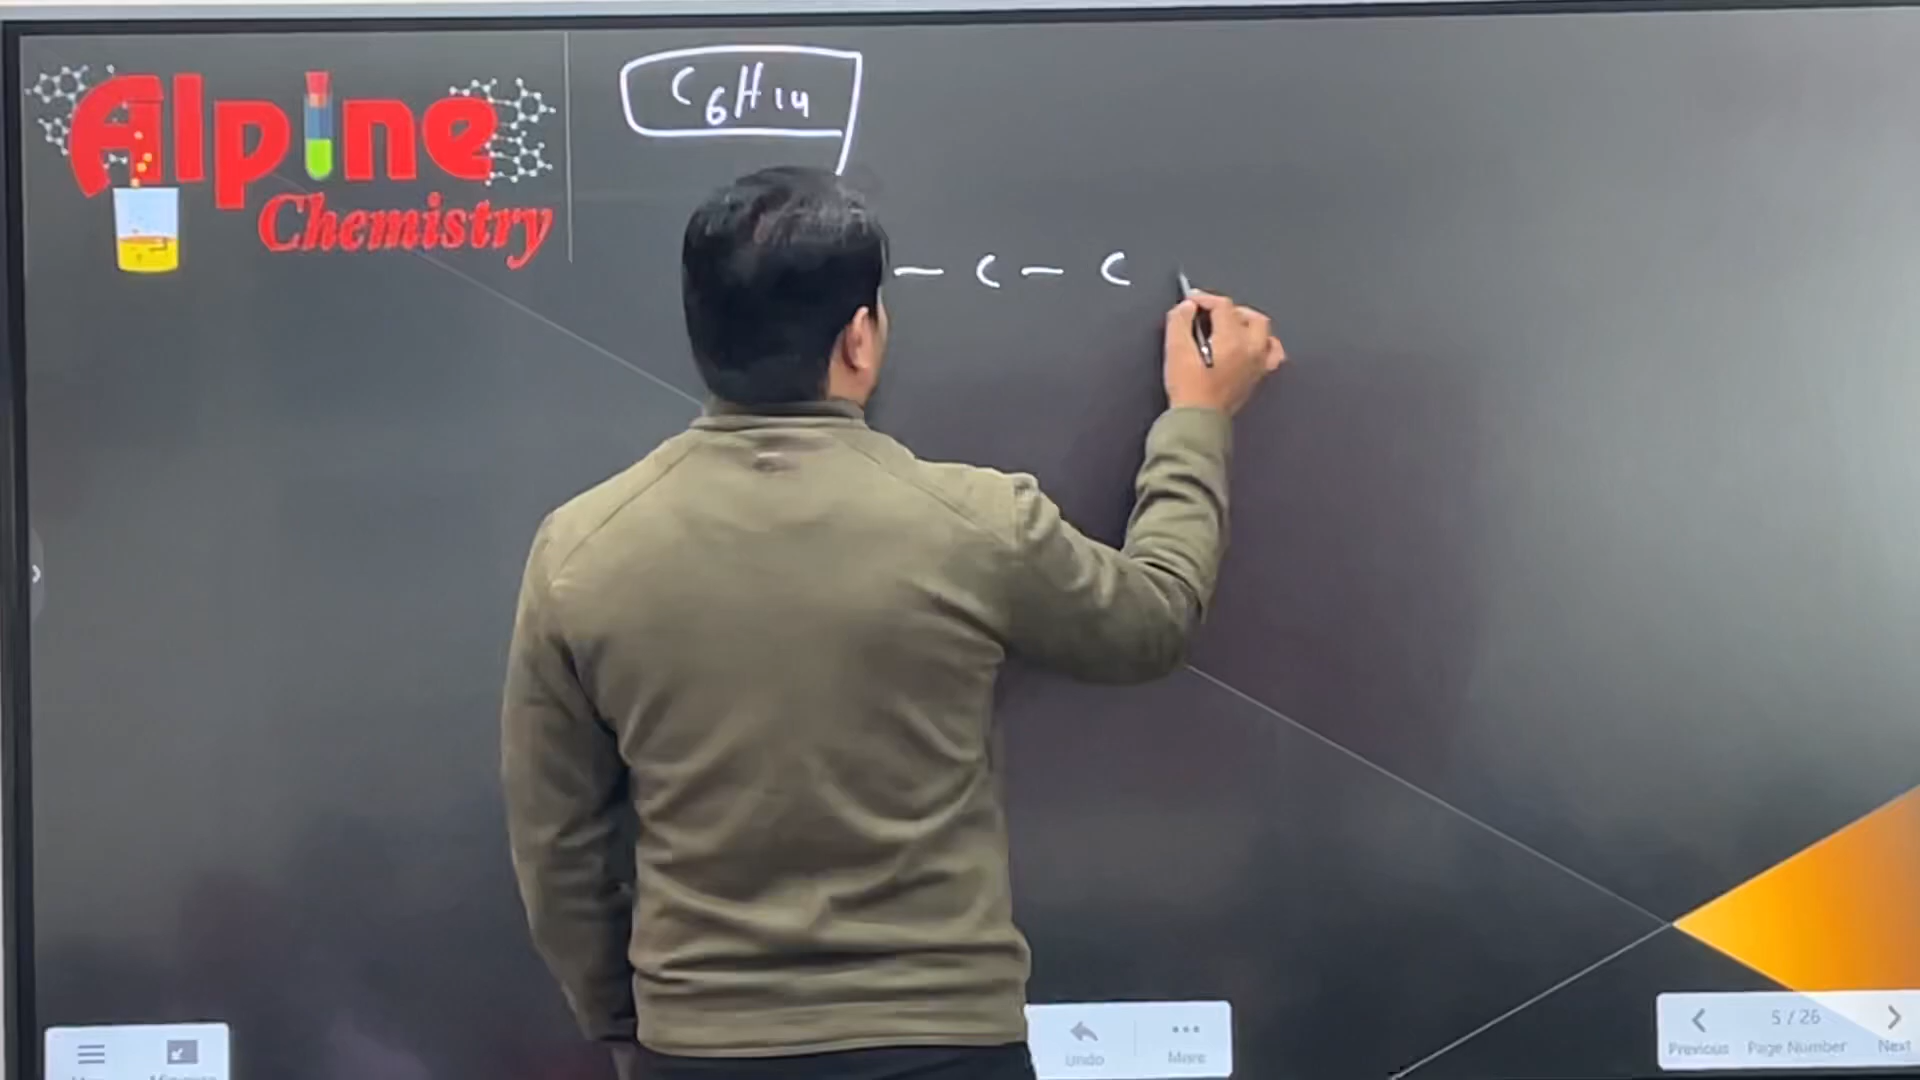 Alpine
Chemistry
C6H14
– C – C
Undo
More
5 / 26
Previous
Page Number
Next